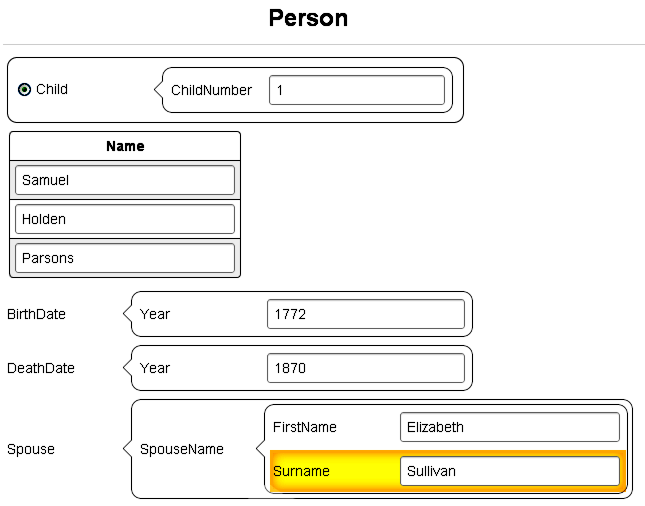 Person
Child ChildNumber 1
Name
Samuel
Holden
Parsons
BirthDate Year 1772
DeathDate Year 1870
FirstName Elizabeth
Spouse SpouseName
Surname Sullivan